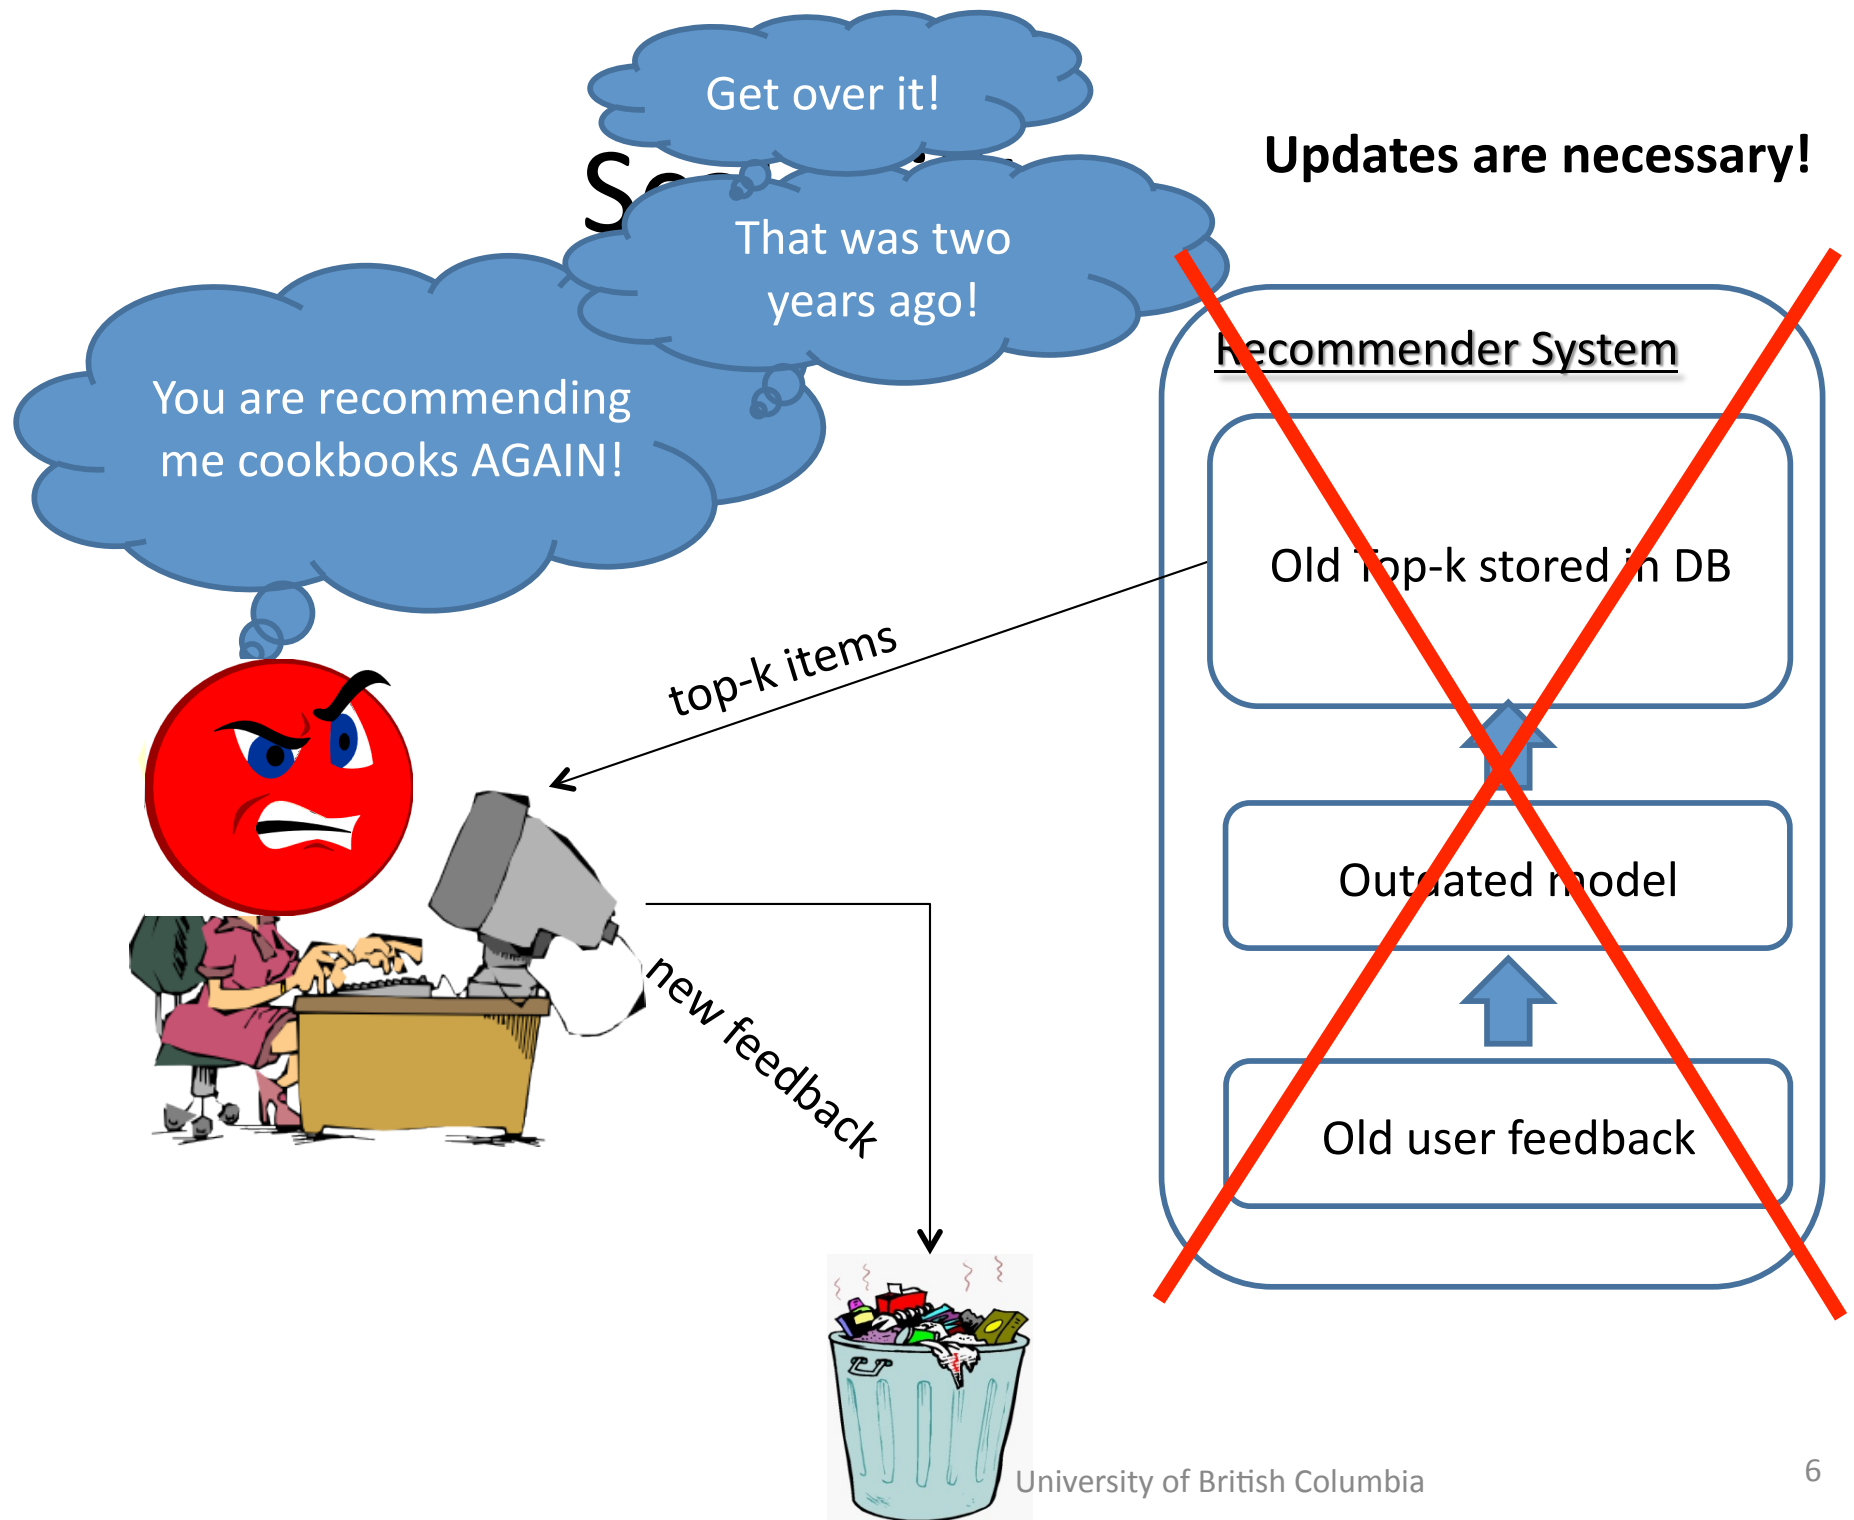 Get over it!
Updates are necessary!
That was two
years ago!
You are recommending
me cookbooks AGAIN!
Recommender System
Old Top-k stored in DB
top-k items
Outdated model
new feedback
Old user feedback
University of British Columbia
6